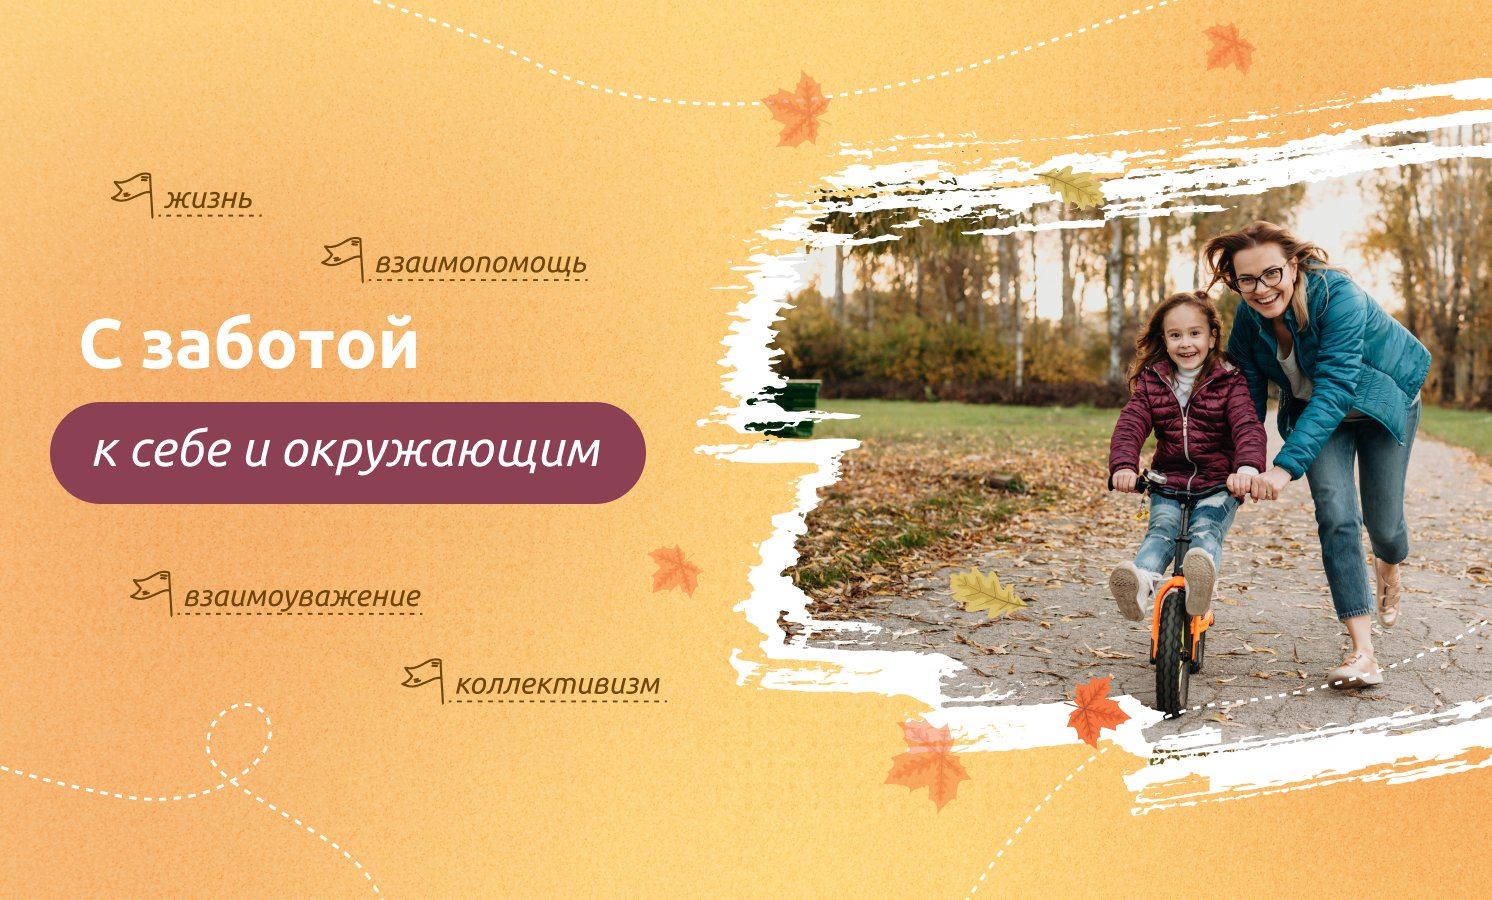 жизнь
взаимопомощь
С заботой
к себе и окружающим
взаимоуважение
коллективизм